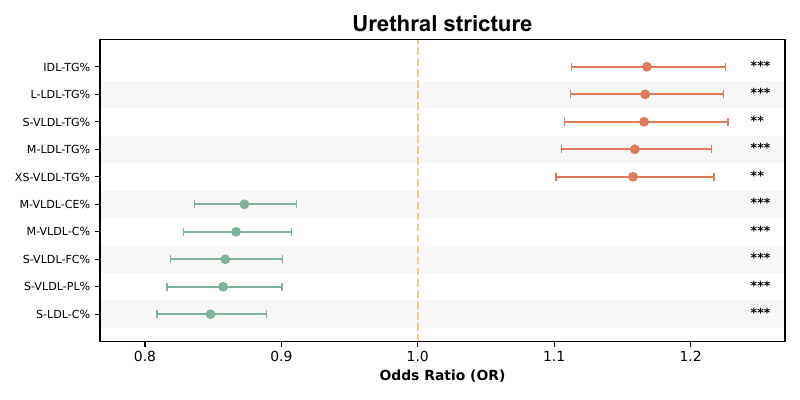 Urethral stricture
IDL-TG% ***
L-LDL-TG% ***
S-VLDL-TG% **
M-LDL-TG% ***
XS-VLDL-TG% **
M-VLDL-CE% ***
M-VLDL-C% ***
S-VLDL-FC% ***
S-VLDL-PL% ***
S-LDL-C% ***
0.8 0.9 1.0 1.1 1.2
Odds Ratio (OR)